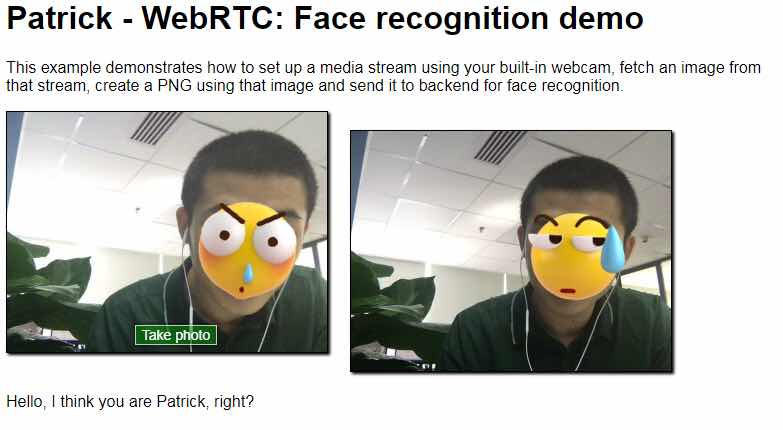 Patrick - WebRTC: Face recognition demo
This example demonstrates how to set up a media stream using your built-in webcam, fetch an image from
that stream, create a PNG using that image and send it to backend for face recognition.
Take photo
Hello, I think you are Patrick, right?